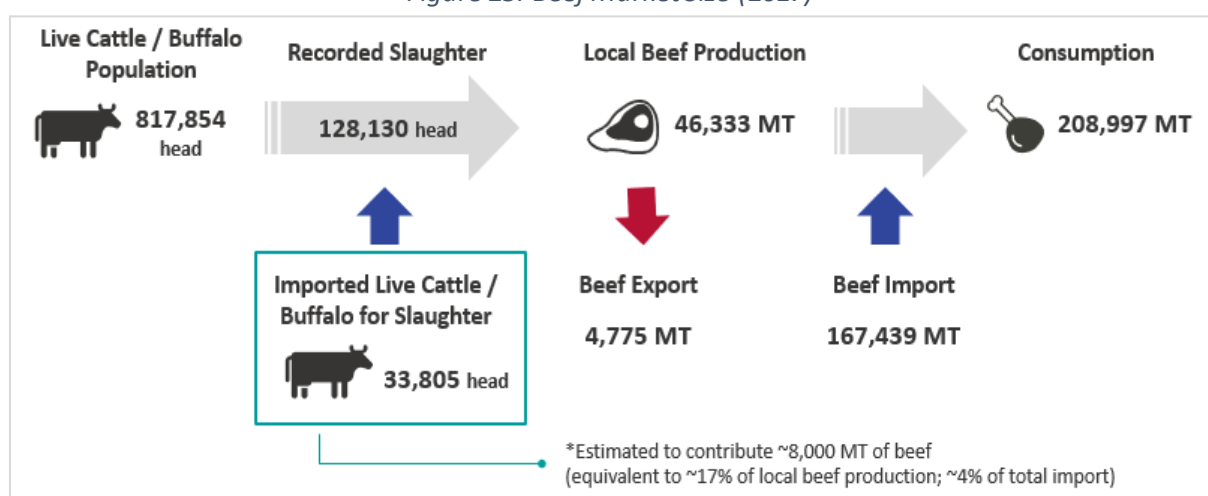 Live Cattle / Buffalo
Population
817,854
head
Recorded Slaughter
128,130 head
Local Beef Production
46,333 MT
Consumption
208,997 MT
Imported Live Cattle /
Buffalo for Slaughter
33,805 head
Beef Export
4,775 MT
Beef Import
167,439 MT
*Estimated to contribute ~8,000 MT of beef
(equivalent to ~17% of local beef production; ~4% of total import)